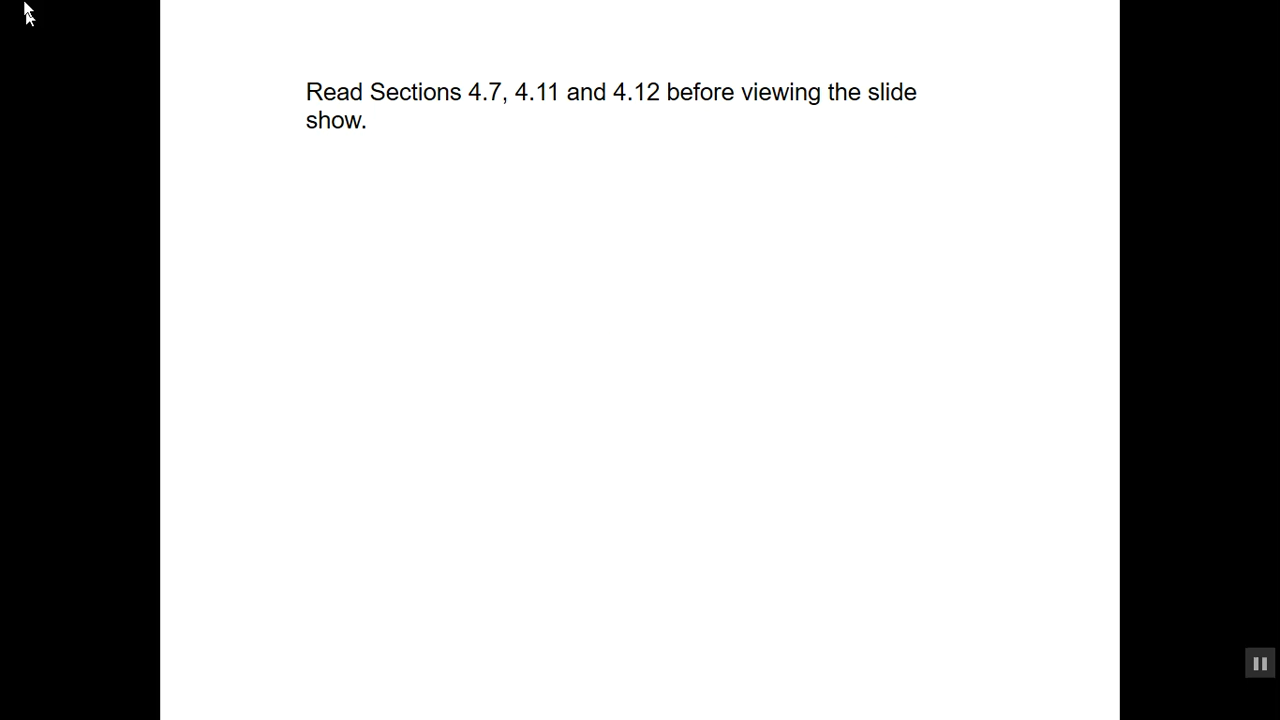 Read Sections 4.7, 4.11 and 4.12 before viewing the slide
show.